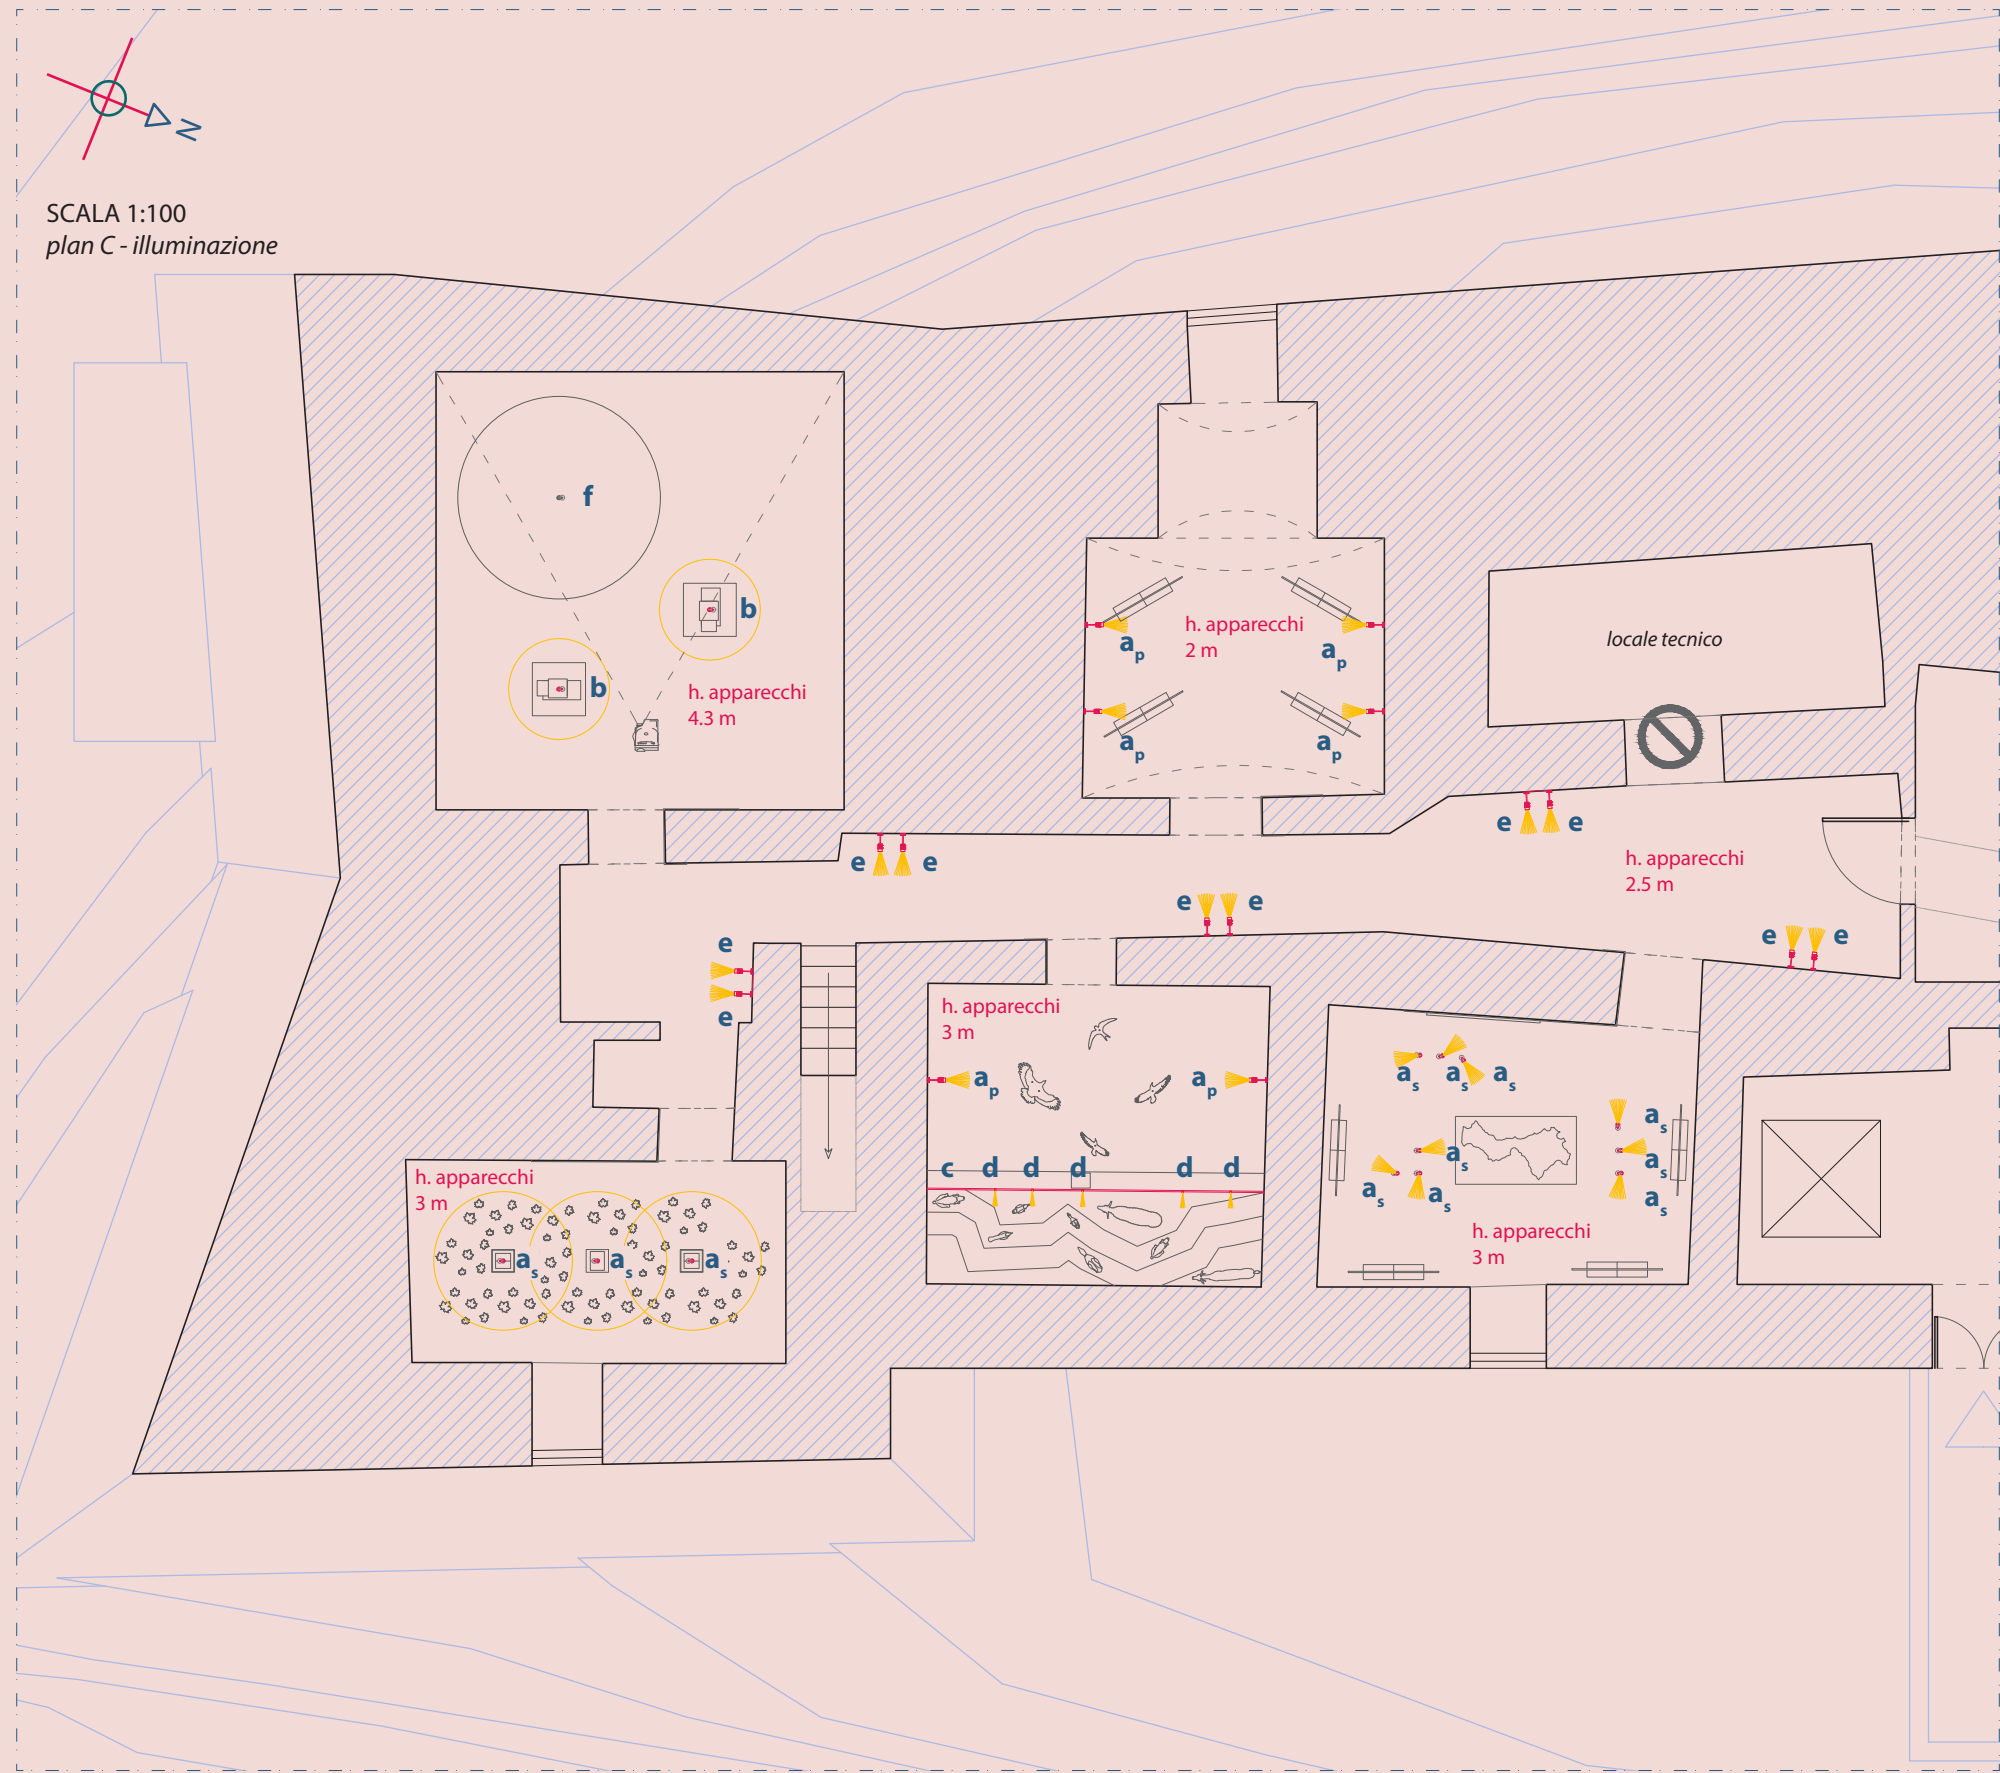 N
SCALA 1:100
plan C - illuminazione
f
b
b
h. apparecchi
4.3 m
h. apparecchi
2 m
ap
ap
ap
ap
locale tecnico
e
e
e
e
h. apparecchi
2.5 m
e
e
e
e
e
e
h. apparecchi
3 m
ap
ap
c
d
d
d
d
d
as
as
as
as
as
as
as
as
as
h. apparecchi
3 m
h. apparecchi
3 m
as
as
as